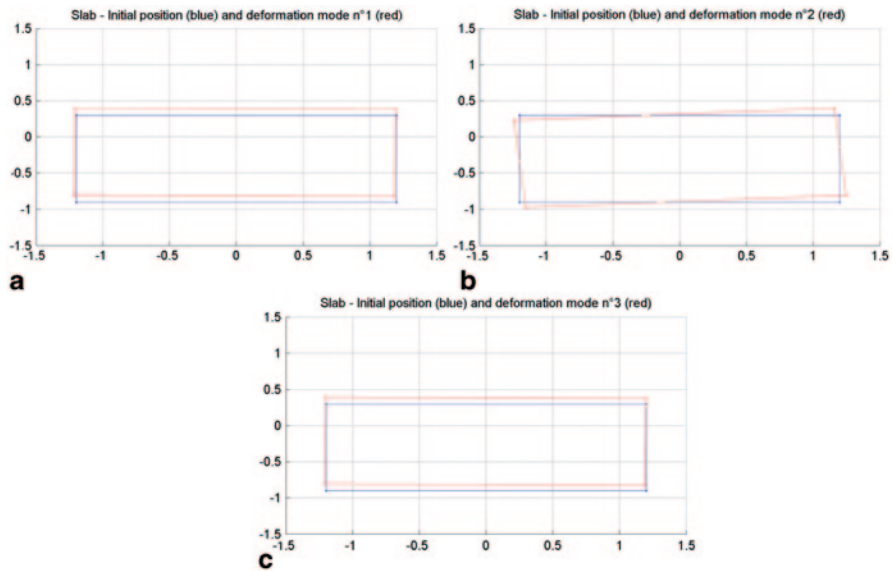 Slab - Initial position (blue) and deformation mode n°1 (red)
1.5
1
0.5
0
-0.5
-1
-1.5
-1.5 -1 -0.5 0 0.5 1 1.5
a
Slab - Initial position (blue) and deformation mode n°2 (red)
1.5
1
0.5
0
-0.5
-1
-1.5
-1.5 -1 -0.5 0 0.5 1 1.5
b
Slab - Initial position (blue) and deformation mode n°3 (red)
1.5
1
0.5
0
-0.5
-1
-1.5
-1.5 -1 -0.5 0 0.5 1 1.5
c